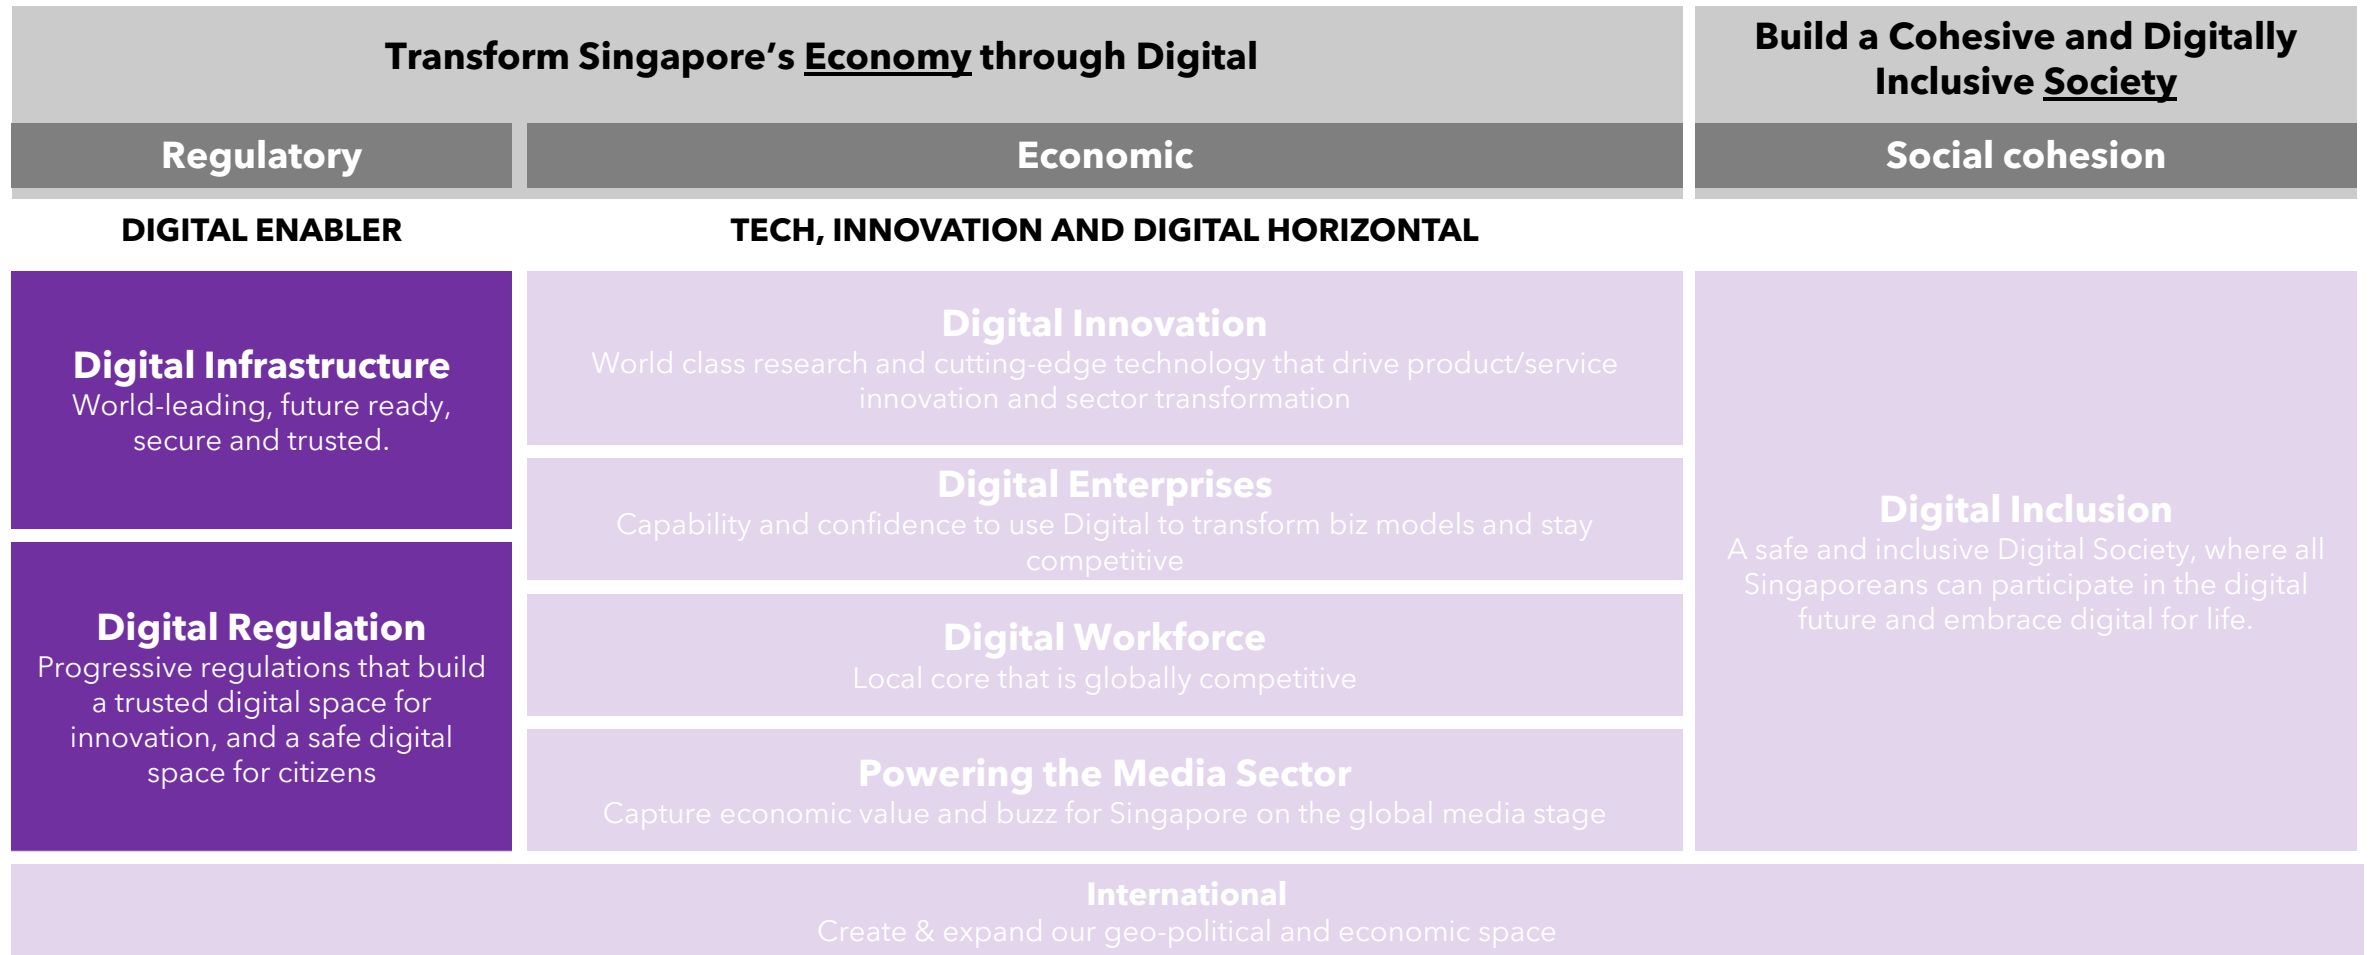 Transform Singapore’s Economy through Digital
Build a Cohesive and Digitally
Inclusive Society
Regulatory
Economic
Social cohesion
DIGITAL ENABLER
TECH, INNOVATION AND DIGITAL HORIZONTAL
Digital Infrastructure
World-leading, future ready,
secure and trusted.
Digital Regulation
Progressive regulations that build
a trusted digital space for
innovation, and a safe digital
space for citizens
Digital Innovation
World class research and cutting-edge technology that drive product/service
innovation and sector transformation
Digital Enterprises
Capability and confidence to use Digital to transform biz models and stay
competitive
Digital Workforce
Local core that is globally competitive
Powering the Media Sector
Capture economic value and buzz for Singapore on the global media stage
Digital Inclusion
A safe and inclusive Digital Society, where all
Singaporeans can participate in the digital
future and embrace digital for life.
International
Create & expand our geo-political and economic space